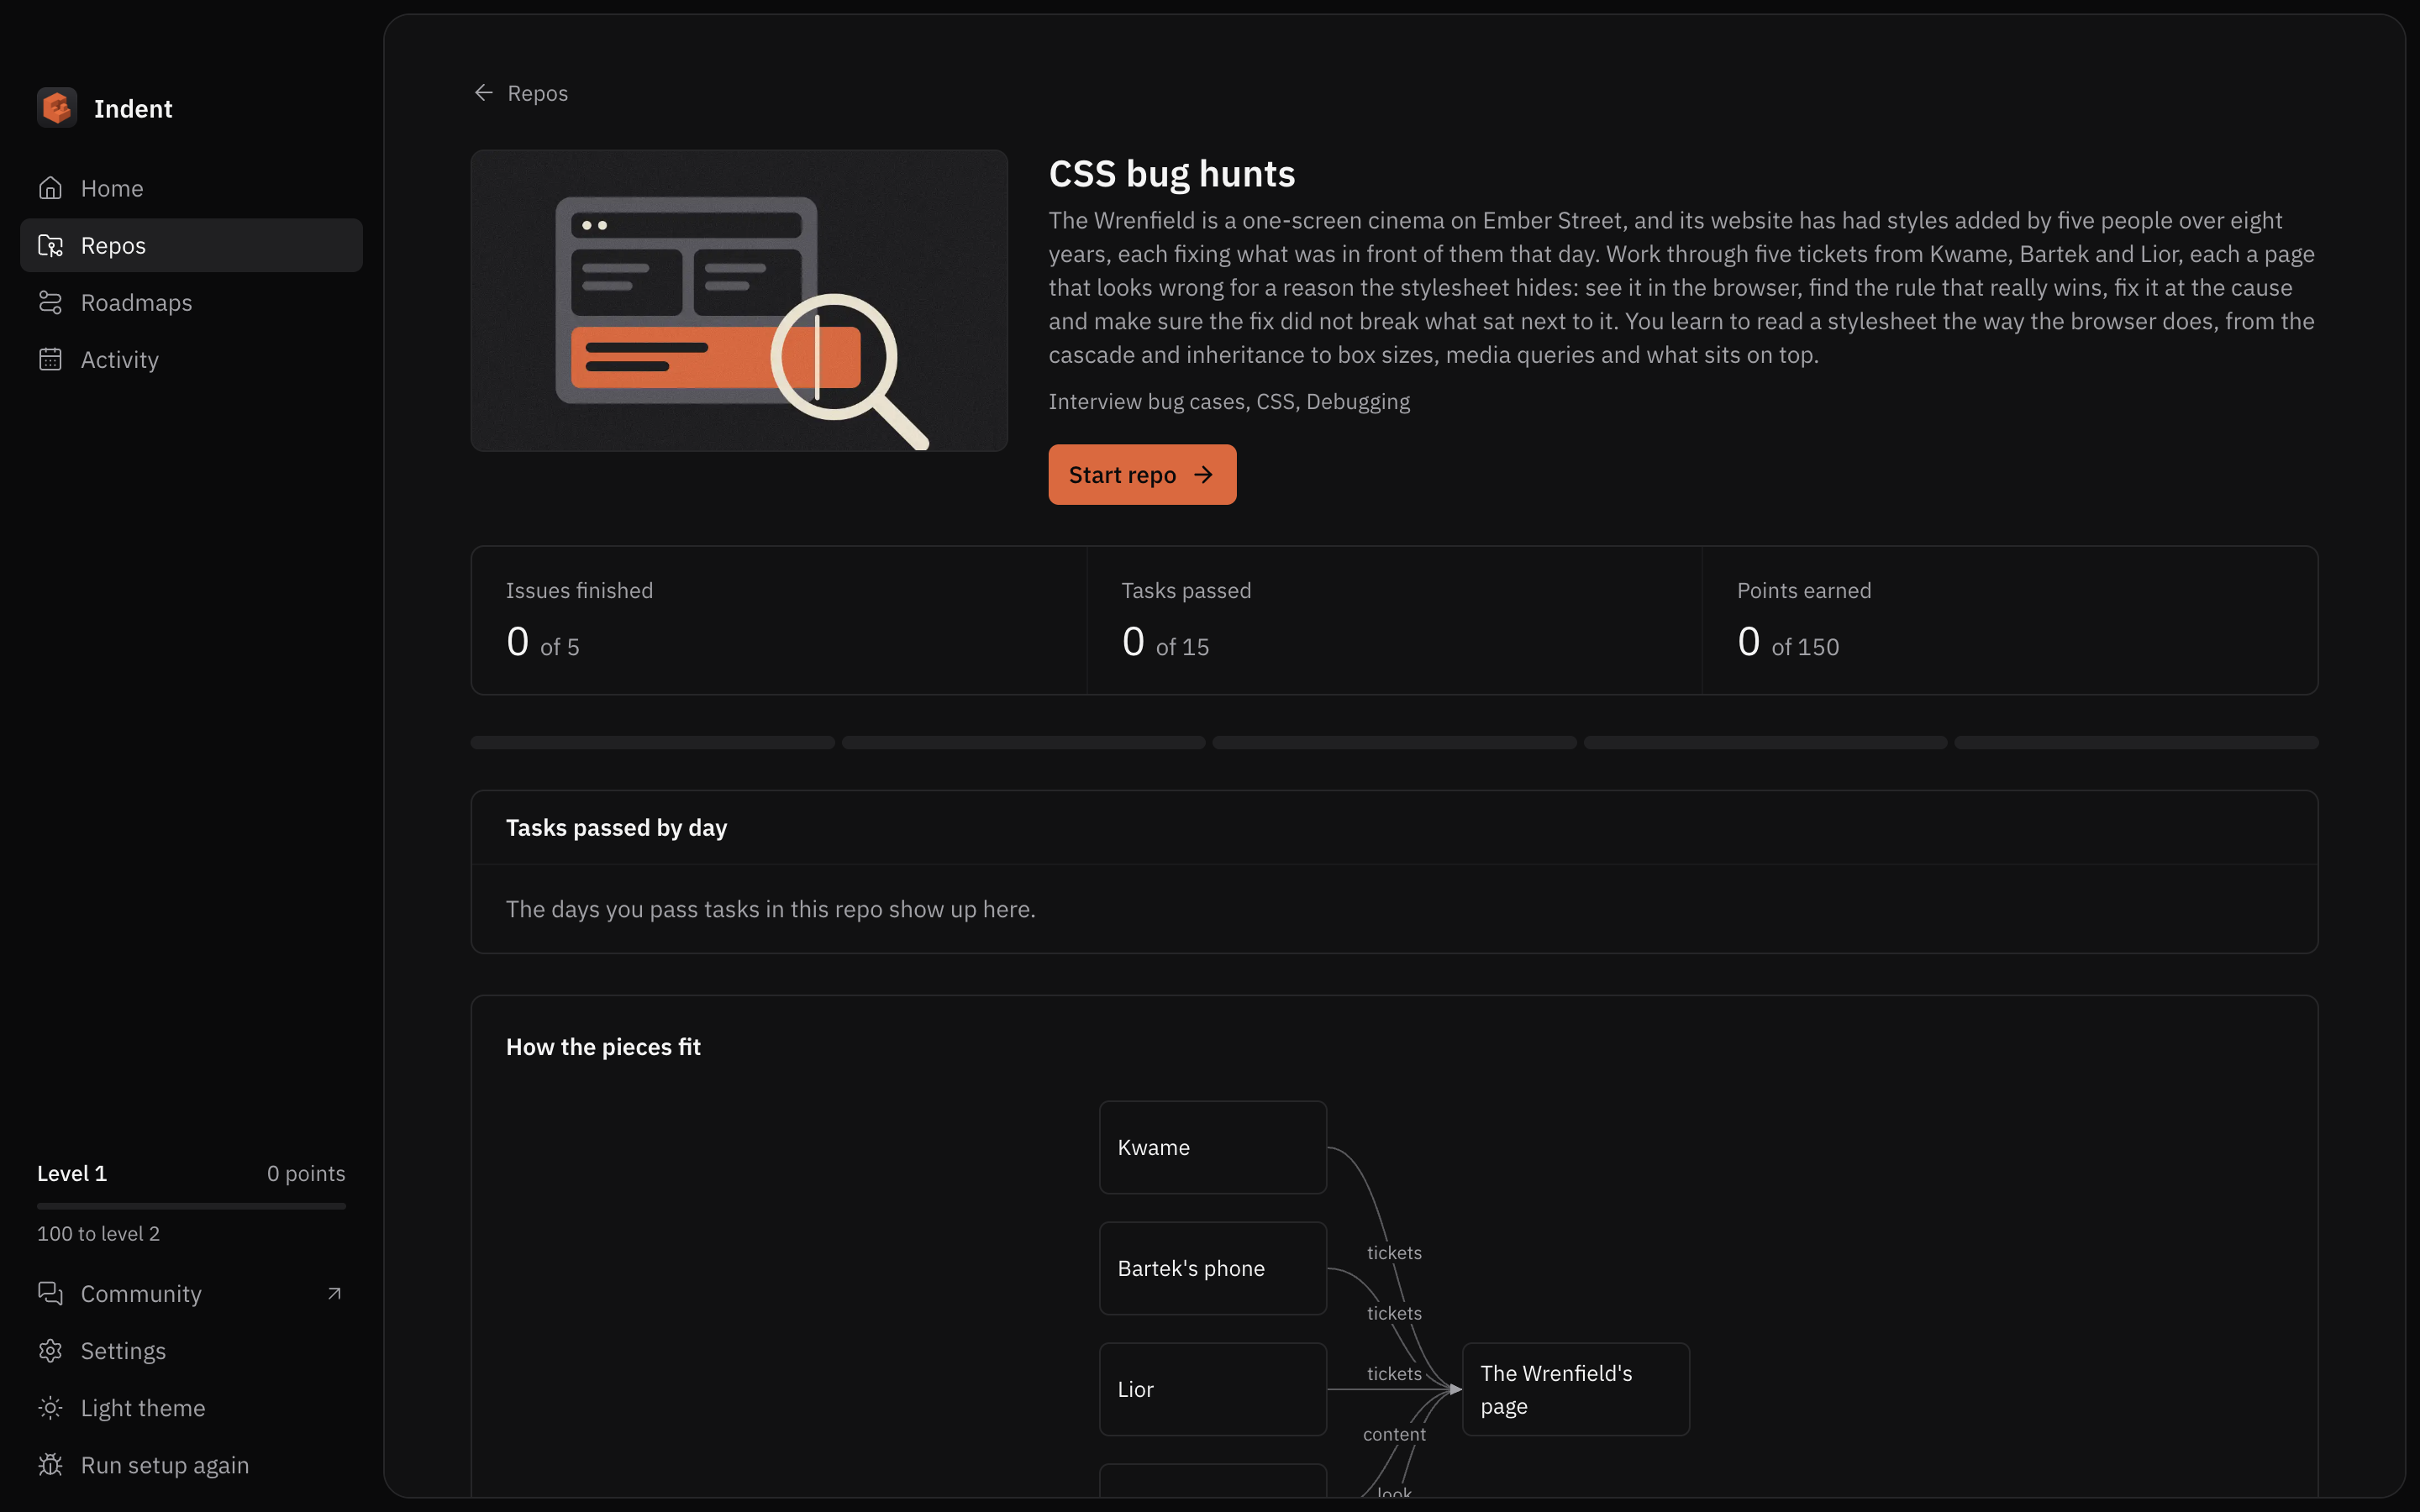 Indent
Home
Repos
Roadmaps
Activity
Level 1
0 points
100 to level 2
Community
Settings
Light theme
Run setup again
Repos
CSS bug hunts
The Wrenfield is a one-screen cinema on Ember Street, and its website has had styles added by five people over eight
years, each fixing what was in front of them that day. Work through five tickets from Kwame, Bartek and Lior, each a page
that looks wrong for a reason the stylesheet hides: see it in the browser, find the rule that really wins, fix it at the cause
and make sure the fix did not break what sat next to it. You learn to read a stylesheet the way the browser does, from the
cascade and inheritance to box sizes, media queries and what sits on top.
Interview bug cases, CSS, Debugging
Start repo
Issues finished
0 of 5
Tasks passed
0 of 15
Points earned
0 of 150
Tasks passed by day
The days you pass tasks in this repo show up here.
How the pieces fit
Kwame
tickets
Bartek's phone
tickets
Lior
tickets
The Wrenfield's
page
content
look